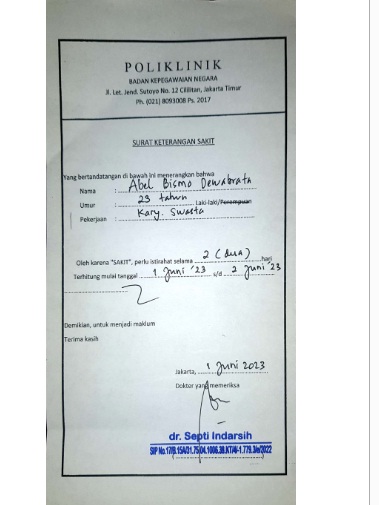 POLIKLINIK
BADAN KEPEGAWAIAN NEGARA
Jl. Let. Jend. Sutoyo No. 12 Cililitan, Jakarta Timur
Ph. (021) 8093008 Ps. 2017
SURAT KETERANGAN SAKIT
Yang bertandatangan di bawah ini menerangkan bahwa
Nama : Abel Bismo Dewabrata
Umur : 23 tahun Laki-laki/Perempuan
Pekerjaan : Kary. Swasta
Oleh karena "SAKIT", perlu istirahat selama 2 (dua) hari
Terhitung mulai tanggal 1 Juni '23 s/d 2 Juni '23
Demikian, untuk menjadi maklum
Terima kasih
Jakarta, 1 Juni 2023
Dokter yang memeriksa
dr. Septi Indarsih
SIP No.